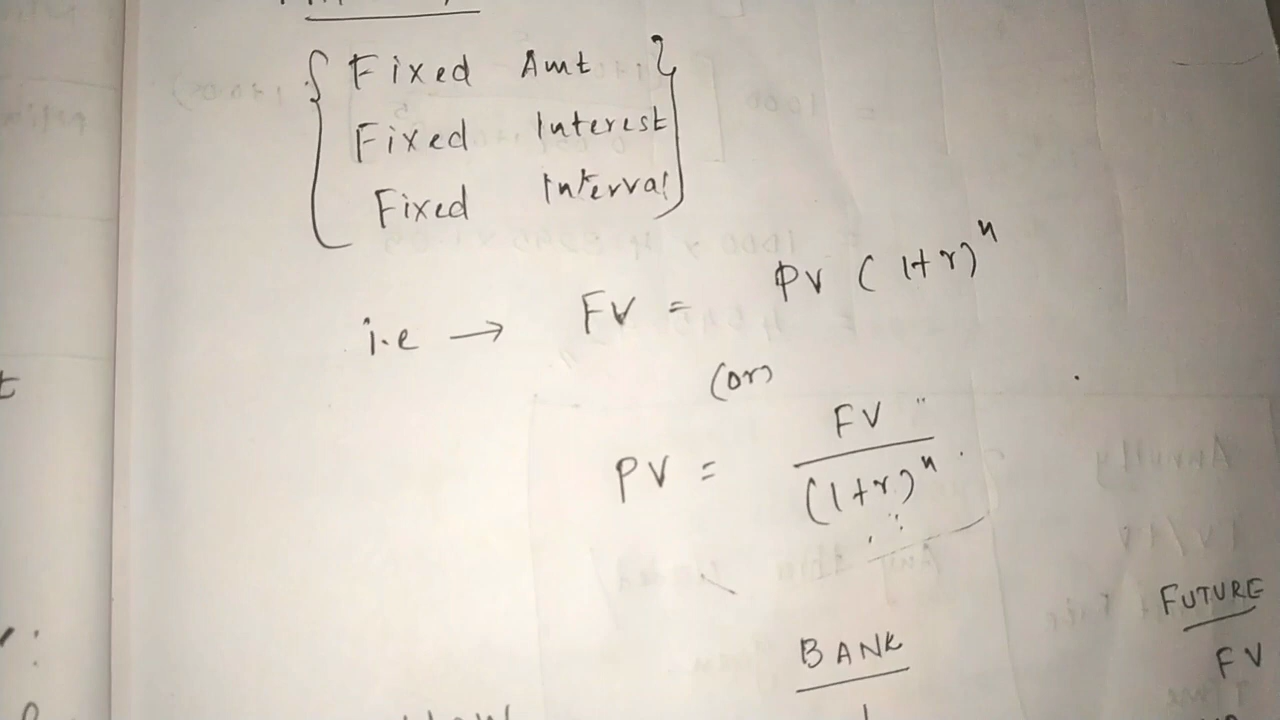 { Fixed Amt }
Fixed Interest
Fixed Interval
i.e → FV = PV (1+r)^n
(or)
PV = FV / (1+r)^n
BANK
FUTURE
FV